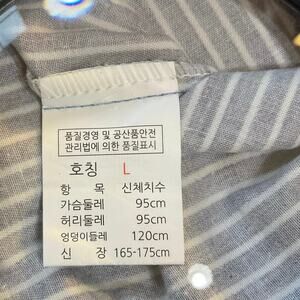 품질경영 및 공산품안전
관리법에 의한 품질표시
호칭 L
항 목 신체치수
가슴둘레 95cm
허리둘레 95cm
엉덩이들레 120cm
신 장 165-175cm